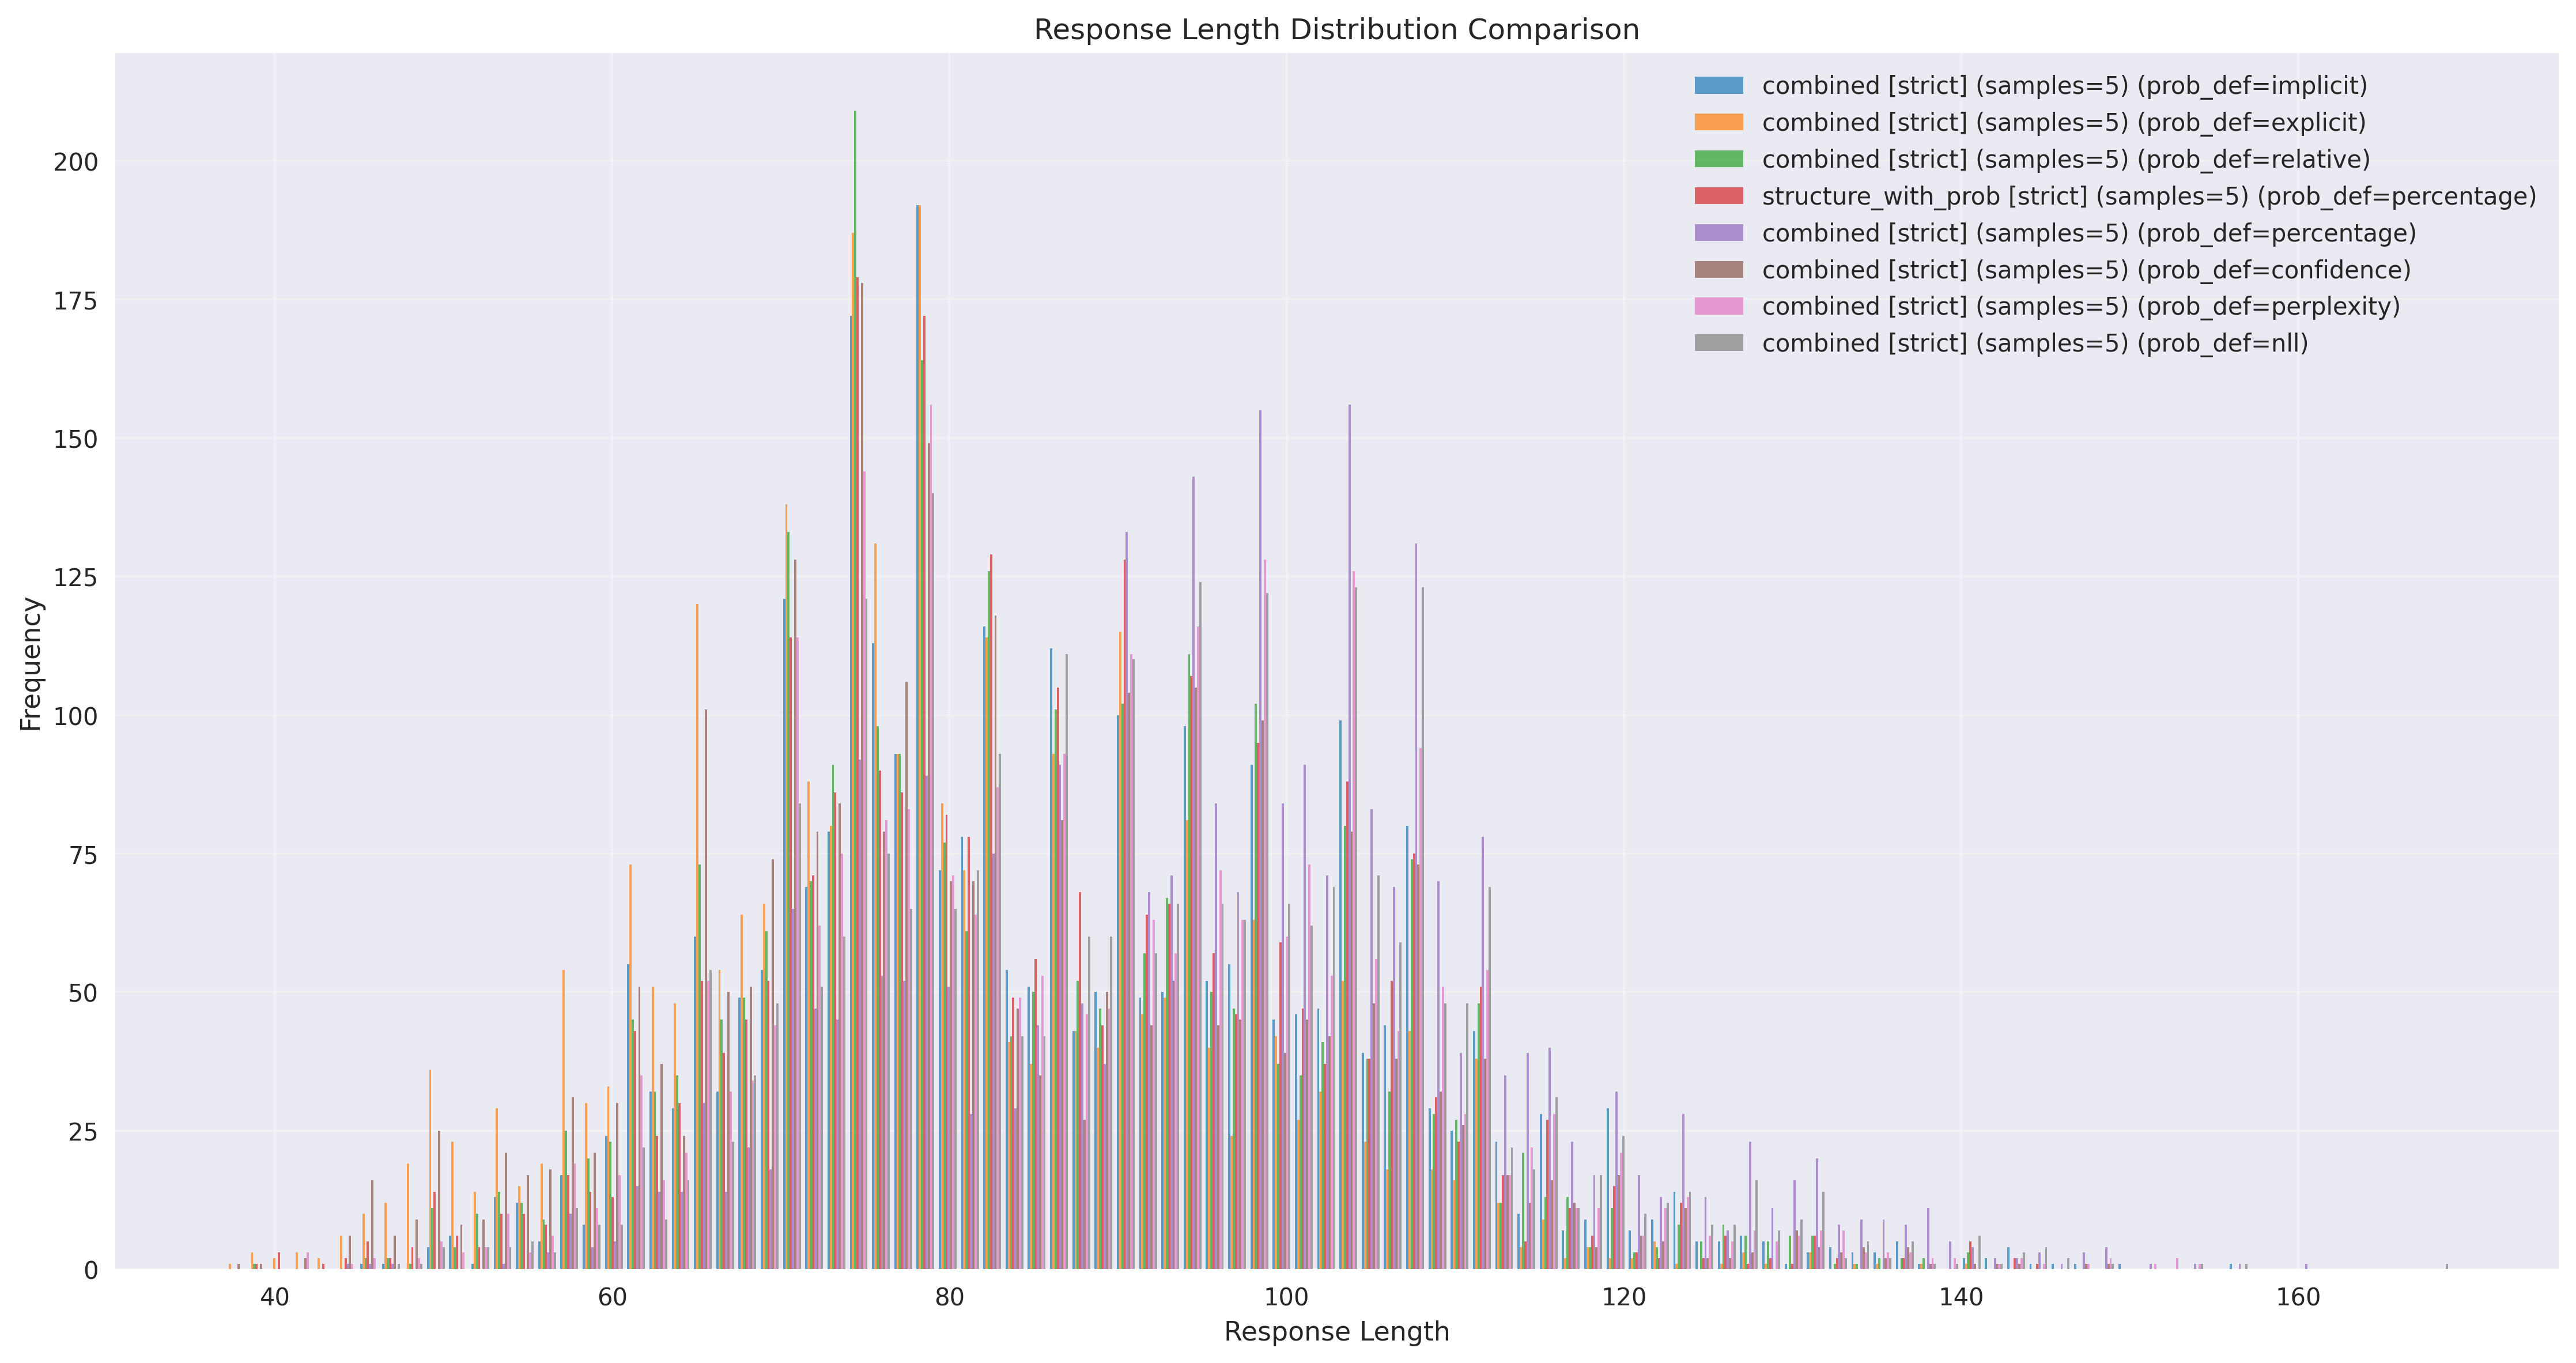 Response Length Distribution Comparison
combined [strict] (samples=5) (prob_def=implicit)
combined [strict] (samples=5) (prob_def=explicit)
combined [strict] (samples=5) (prob_def=relative)
structure_with_prob [strict] (samples=5) (prob_def=percentage)
combined [strict] (samples=5) (prob_def=percentage)
combined [strict] (samples=5) (prob_def=confidence)
combined [strict] (samples=5) (prob_def=perplexity)
combined [strict] (samples=5) (prob_def=nll)
Frequency
200
175
150
125
100
75
50
25
0
40 60 80 100 120 140 160
Response Length